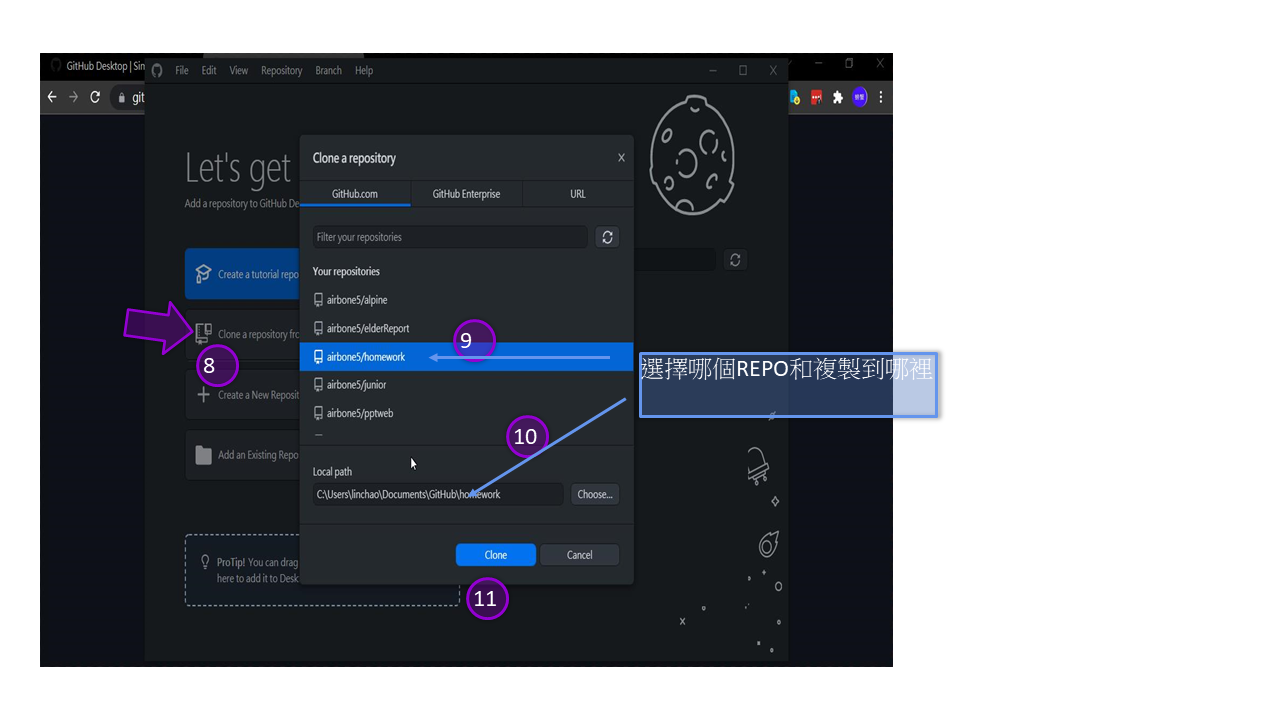 GitHub Desktop | Sin
File Edit View Repository Branch Help
git
Let's get
Add a repository to GitHub De
Create a tutorial repo
Clone a repository fro
8
Create a New Reposit
Add an Existing Repo
ProTip! You can drag
here to add it to Desk
Clone a repository
X
GitHub.com GitHub Enterprise URL
Filter your repositories
Your repositories
airbone5/alpine
airbone5/elderReport
9
airbone5/homework
airbone5/junior
airbone5/pptweb
10
Local path
C:\Users\linchao\Documents\GitHub\homework
Choose...
Clone Cancel
11
選擇哪個REPO和複製到哪裡